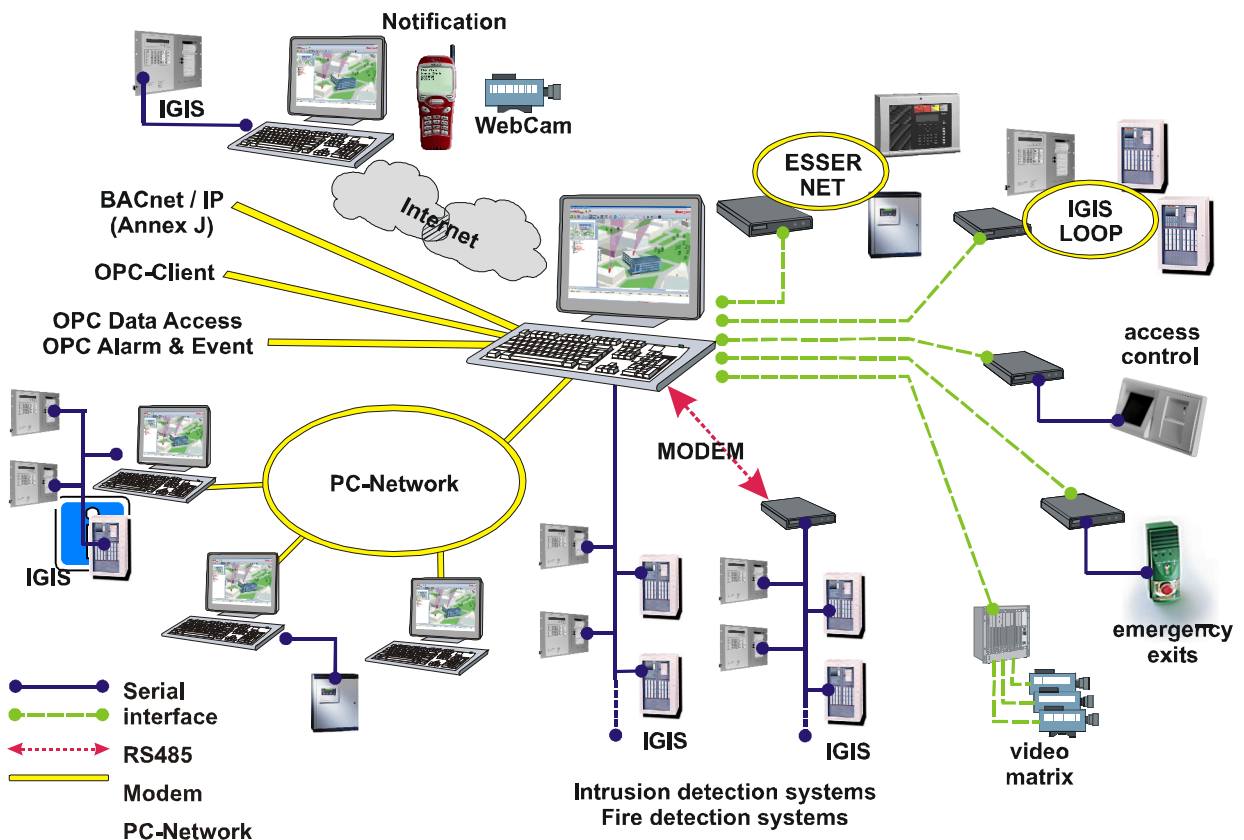 Notification
IGIS
WebCam
ESSER
NET
IGIS
LOOP
BACnet / IP
(Annex J)
Internet
OPC-Client
OPC Data Access
OPC Alarm & Event
access
control
MODEM
PC-Network
IGIS
emergency
exits
Serial
interface
RS485
Modem
PC-Network
IGIS
IGIS
video
matrix
Intrusion detection systems
Fire detection systems